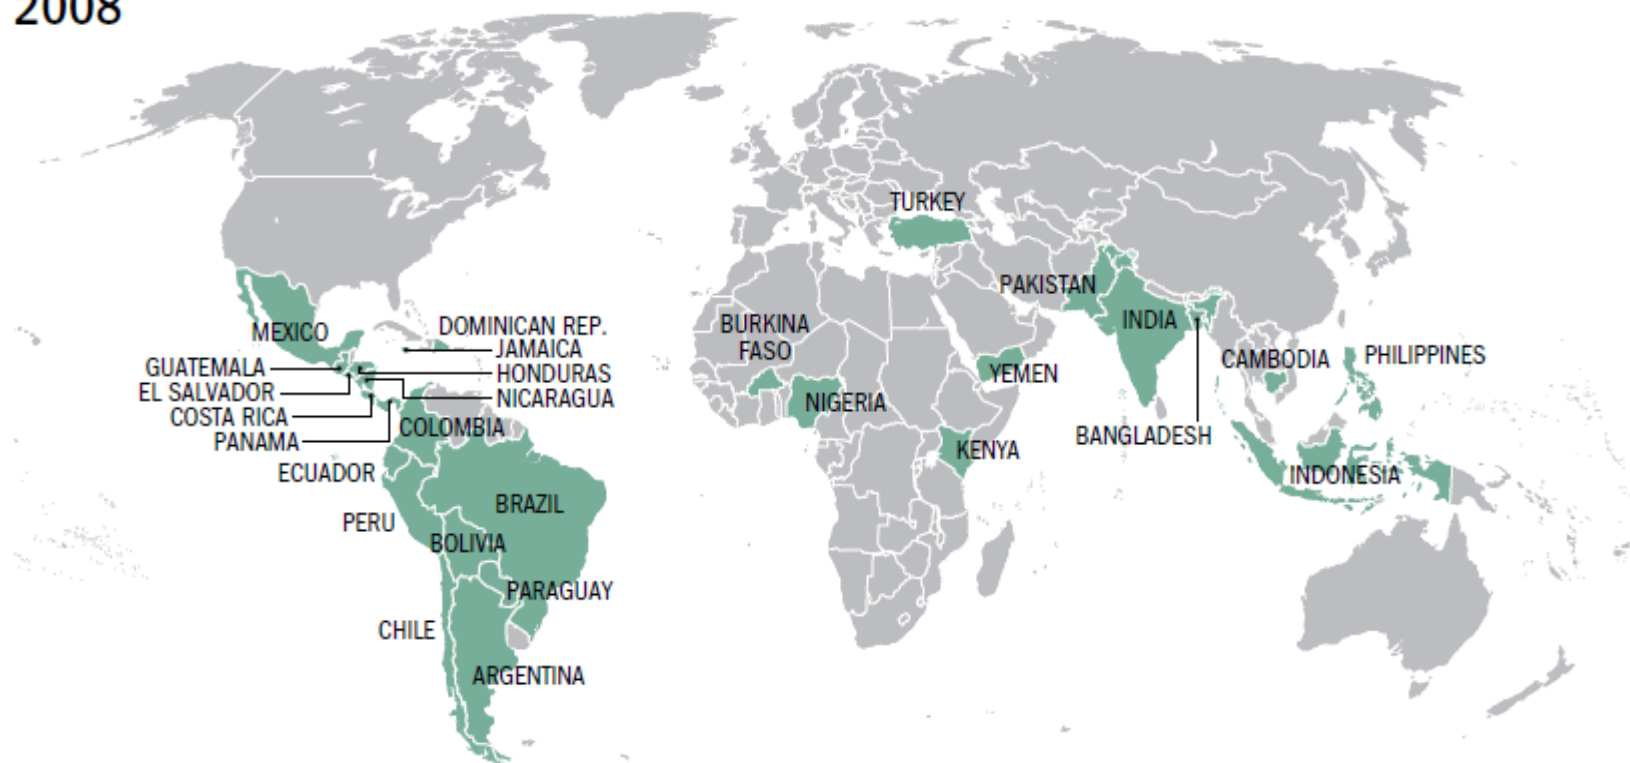 2008
TURKEY
PAKISTAN
INDIA
MEXICO
DOMINICAN REP.
JAMAICA
BURKINA
FASO
GUATEMALA
HONDURAS
CAMBODIA
PHILIPPINES
EL SALVADOR
NICARAGUA
YEMEN
COSTA RICA
NIGERIA
PANAMA
COLOMBIA
BANGLADESH
KENYA
ECUADOR
INDONESIA
BRAZIL
PERU
BOLIVIA
PARAGUAY
CHILE
ARGENTINA